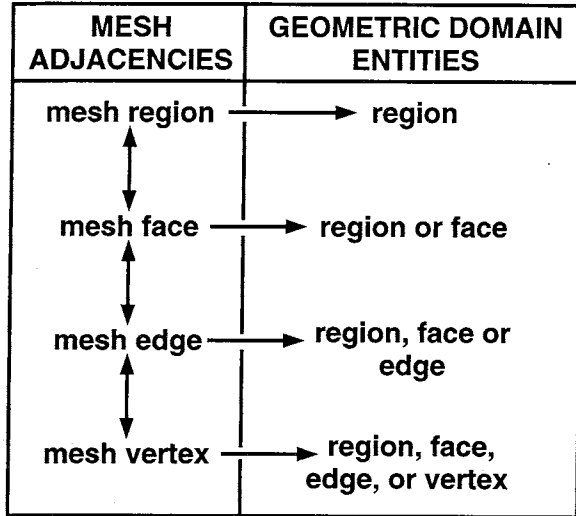 MESH
ADJACENCIES
GEOMETRIC DOMAIN
ENTITIES
mesh region
region
mesh face
region or face
mesh edge
region, face or
edge
mesh vertex
region, face,
edge, or vertex